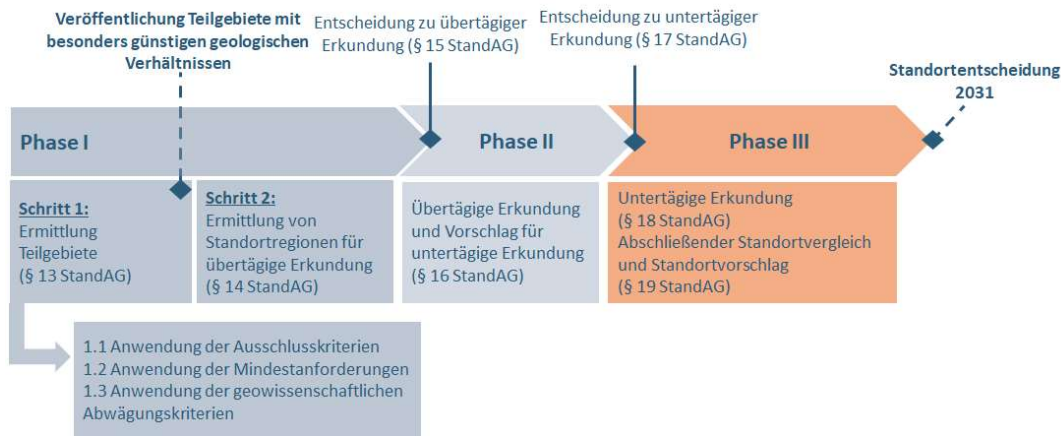 Veröffentlichung Teilgebiete mit
besonders günstigen geologischen
Verhältnissen
Entscheidung zu übertägiger
Erkundung (§ 15 StandAG)
Entscheidung zu untertägiger
Erkundung (§ 17 StandAG)
Standortentscheidung
2031
Phase I
Phase II
Phase III
Schritt 1:
Ermittlung
Teilgebiete
(§ 13 StandAG)
Schritt 2:
Ermittlung von
Standortregionen für
übertägige Erkundung
(§ 14 StandAG)
Übertägige Erkundung
und Vorschlag für
untertägige Erkundung
(§ 16 StandAG)
Untertägige Erkundung
(§ 18 StandAG)
Abschließender Standortvergleich
und Standortvorschlag
(§ 19 StandAG)
1.1 Anwendung der Ausschlusskriterien
1.2 Anwendung der Mindestanforderungen
1.3 Anwendung der geowissenschaftlichen
Abwägungskriterien